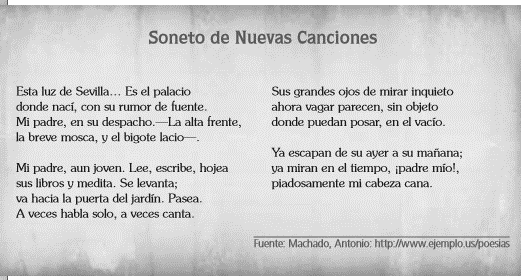 Soneto de Nuevas Canciones
Esta luz de Sevilla... Es el palacio
donde nací, con su rumor de fuente.
Mi padre, en su despacho.—La alta frente,
la breve mosca, y el bigote lacio—.
Mi padre, aun joven. Lee, escribe, hojea
sus libros y medita. Se levanta;
va hacia la puerta del jardín. Pasea.
A veces habla solo, a veces canta.
Sus grandes ojos de mirar inquieto
ahora vagar parecen, sin objeto
donde puedan posar, en el vacío.
Ya escapan de su ayer a su mañana;
ya miran en el tiempo, ¡padre mío!,
piadosamente mi cabeza cana.
Fuente: Machado, Antonio: http://www.ejemplo.us/poesias